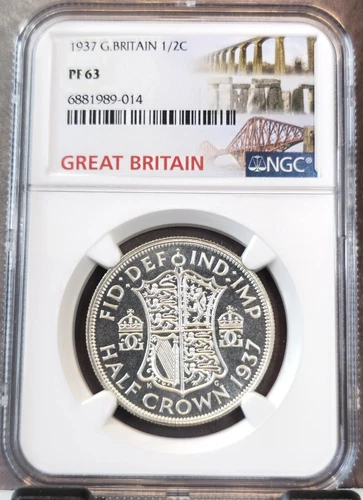 1937 G.BRITAIN 1/2C
PF 63
6881989-014
GREAT BRITAIN
NGC
FID:DEF IND:IMP
K G
HALF CROWN 1937